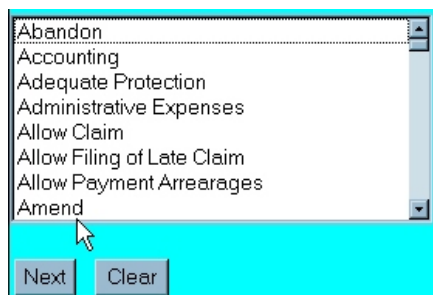 Abandon
Accounting
Adequate Protection
Administrative Expenses
Allow Claim
Allow Filing of Late Claim
Allow Payment Arrearages
Amend
Next Clear